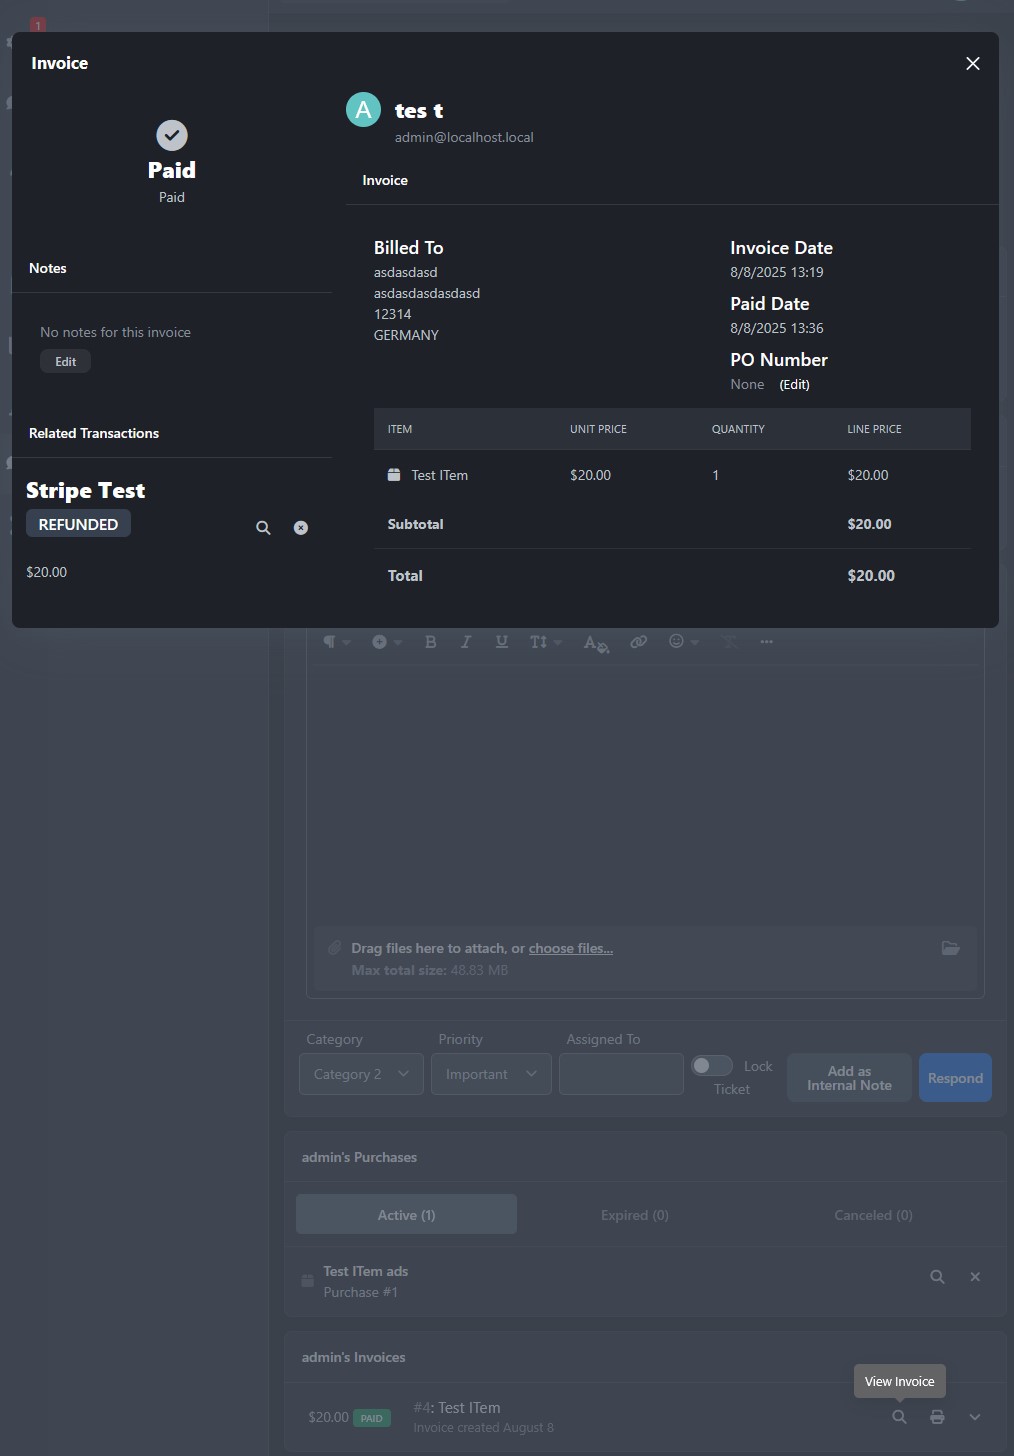 1
Invoice
Paid
Paid
Notes
No notes for this invoice
Edit
Related Transactions
Stripe Test
REFUNDED
$20.00
A
tes t
admin@localhost.local
Invoice
Billed To
asdasdasd
asdasdasdasdasd
12314
GERMANY
Invoice Date
8/8/2025 13:19
Paid Date
8/8/2025 13:36
PO Number
None (Edit)
ITEM UNIT PRICE QUANTITY LINE PRICE
Test ITem $20.00 1 $20.00
Subtotal $20.00
Total $20.00
Drag files here to attach, or choose files...
Max total size: 48.83 MB
Category Priority Assigned To
Category 2 Important
Lock
Ticket
Add as
Internal Note
Respond
admin's Purchases
Active (1) Expired (0) Canceled (0)
Test ITem ads
Purchase #1
admin's Invoices
View Invoice
$20.00 PAID #4: Test ITem
Invoice created August 8